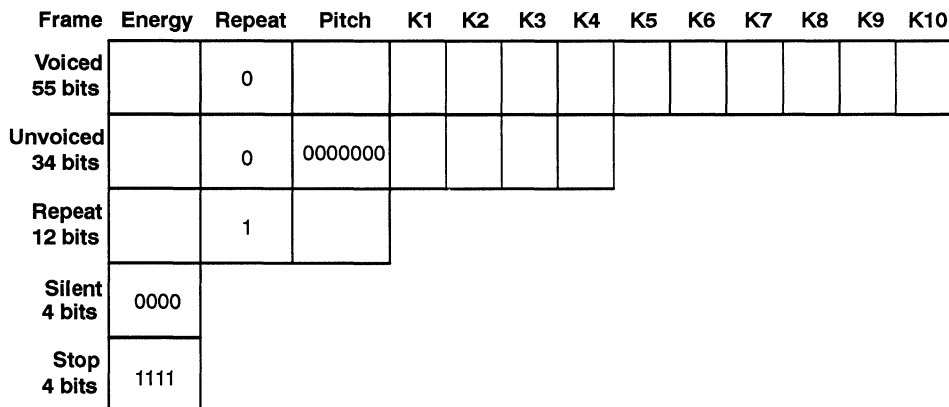 Frame Energy Repeat Pitch K1 K2 K3 K4 K5 K6 K7 K8 K9 K10
Voiced
55 bits
0
Unvoiced
34 bits
0 0000000
Repeat
12 bits
1
Silent
4 bits
0000
Stop
4 bits
1111